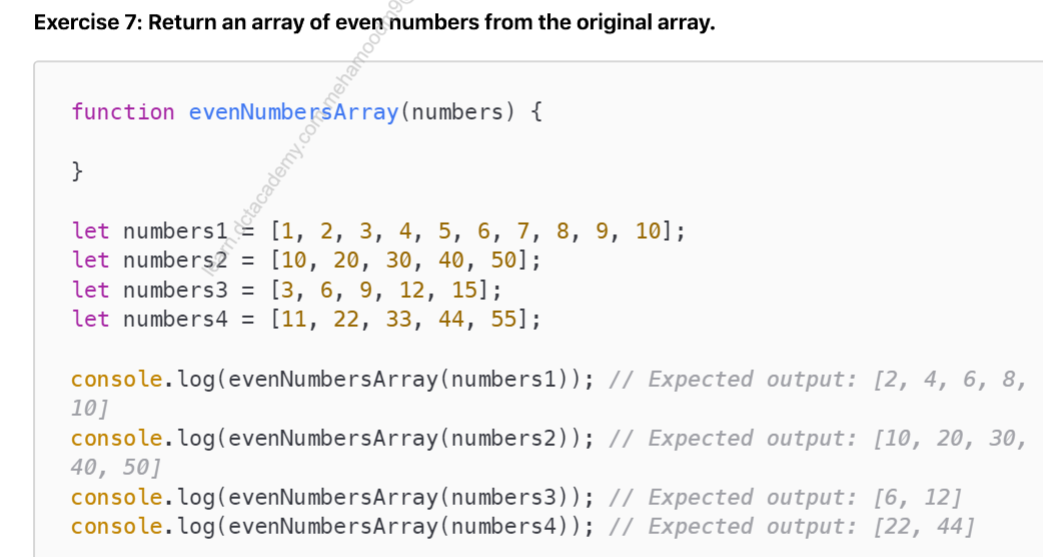 Exercise 7: Return an array of even numbers from the original array.
function evenNumbersArray(numbers) {
}
let numbers1 = [1, 2, 3, 4, 5, 6, 7, 8, 9, 10];
let numbers2 = [10, 20, 30, 40, 50];
let numbers3 = [3, 6, 9, 12, 15];
let numbers4 = [11, 22, 33, 44, 55];
console.log(evenNumbersArray(numbers1)); // Expected output: [2, 4, 6, 8,
10]
console.log(evenNumbersArray(numbers2)); // Expected output: [10, 20, 30,
40, 50]
console.log(evenNumbersArray(numbers3)); // Expected output: [6, 12]
console.log(evenNumbersArray(numbers4)); // Expected output: [22, 44]